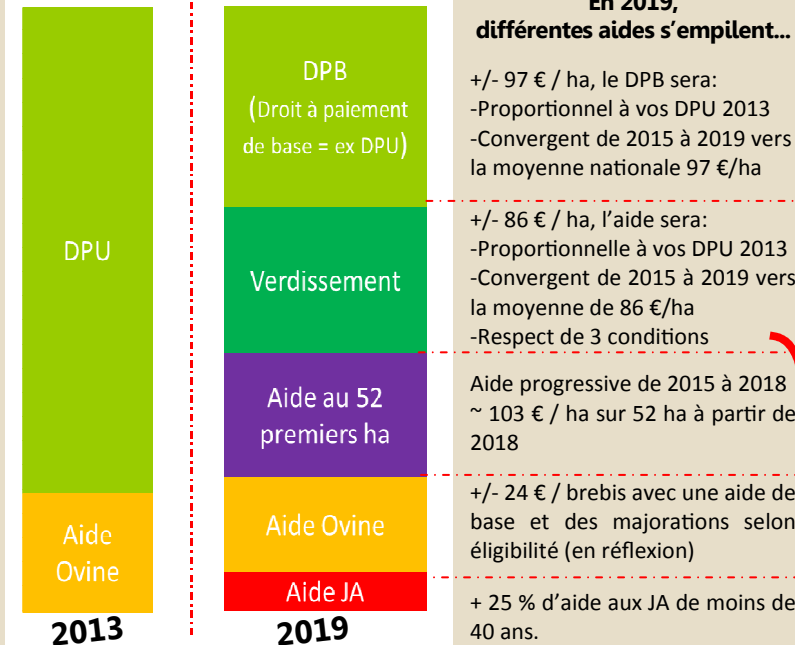 DPU
Aide
Ovine
2013
DPB
(Droit à paiement
de base = ex DPU)
Verdissement
Aide au 52
premiers ha
Aide Ovine
Aide JA
2019
En 2019,
différentes aides s'empilent...
+/- 97 € / ha, le DPB sera:
-Proportionnel à vos DPU 2013
-Convergent de 2015 à 2019 vers
la moyenne nationale 97 €/ha
+/- 86 € / ha, l'aide sera:
-Proportionnelle à vos DPU 2013
-Convergent de 2015 à 2019 vers
la moyenne de 86 €/ha
-Respect de 3 conditions
Aide progressive de 2015 à 2018
~ 103 € / ha sur 52 ha à partir de
2018
+/- 24 € / brebis avec une aide de
base et des majorations selon
éligibilité (en réflexion)
+ 25 % d'aide aux JA de moins de
40 ans.